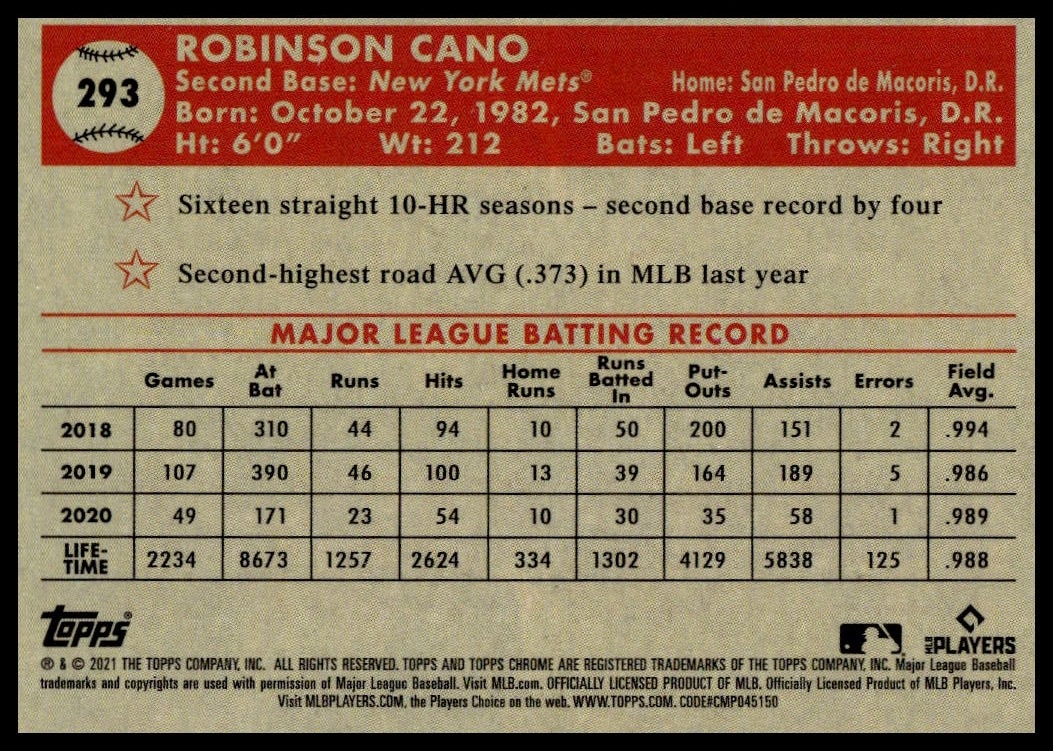 293
ROBINSON CANO
Second Base: New York Mets® Home: San Pedro de Macoris, D.R.
Born: October 22, 1982, San Pedro de Macoris, D.R.
Ht: 6'0" Wt: 212 Bats: Left Throws: Right
Sixteen straight 10-HR seasons – second base record by four
Second-highest road AVG (.373) in MLB last year
MAJOR LEAGUE BATTING RECORD
Games At Bat Runs Hits Home Runs Runs Batted In Put-Outs Assists Errors Field Avg.
2018 80 310 44 94 10 50 200 151 2 .994
2019 107 390 46 100 13 39 164 189 5 .986
2020 49 171 23 54 10 30 35 58 1 .989
LIFE-TIME 2234 8673 1257 2624 334 1302 4129 5838 125 .988
TOPPS®
MLB PLAYERS
® & © 2021 THE TOPPS COMPANY, INC. ALL RIGHTS RESERVED. TOPPS AND TOPPS CHROME ARE REGISTERED TRADEMARKS OF THE TOPPS COMPANY, INC. Major League Baseball
trademarks and copyrights are used with permission of Major League Baseball. Visit MLB.com. OFFICIALLY LICENSED PRODUCT OF MLB. Officially Licensed Product of MLB Players, Inc.
Visit MLBPLAYERS.COM, the Players Choice on the web. WWW.TOPPS.COM. CODE#CMP045150